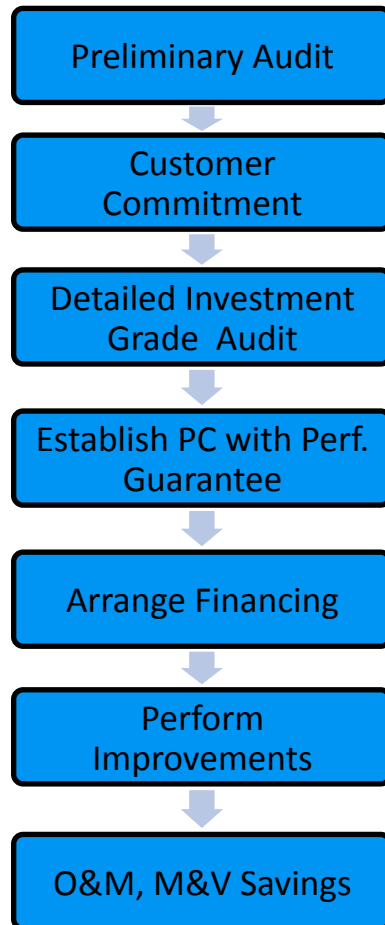 Preliminary Audit
Customer
Commitment
Detailed Investment
Grade  Audit
Establish PC with Perf.
Guarantee
Arrange Financing
Perform
Improvements
O&M, M&V Savings